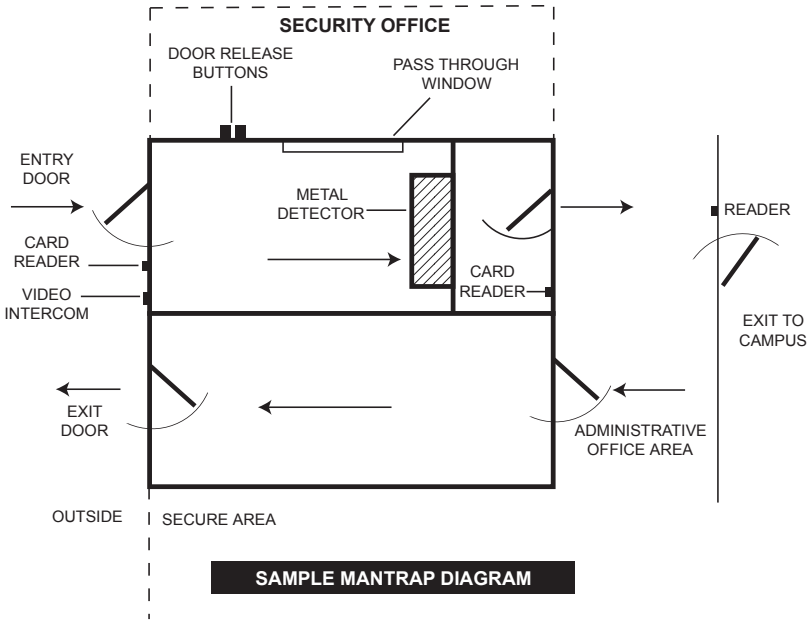 SECURITY OFFICE
DOOR RELEASE
BUTTONS
PASS THROUGH
WINDOW
ENTRY
DOOR
METAL
DETECTOR
READER
CARD
READER
CARD
READER
VIDEO
INTERCOM
EXIT TO
CAMPUS
EXIT
DOOR
ADMINISTRATIVE
OFFICE AREA
OUTSIDE
SECURE AREA
SAMPLE MANTRAP DIAGRAM